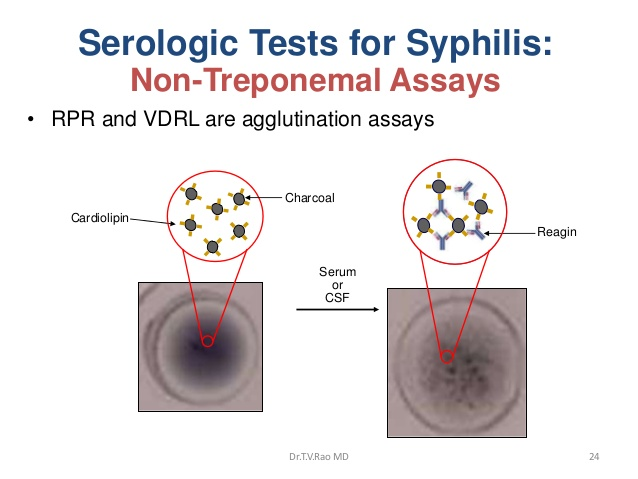 Serologic Tests for Syphilis:
Non-Treponemal Assays
• RPR and VDRL are agglutination assays
Charcoal
Cardiolipin
Reagin
Serum
or
CSF
Dr.T.V.Rao MD
24